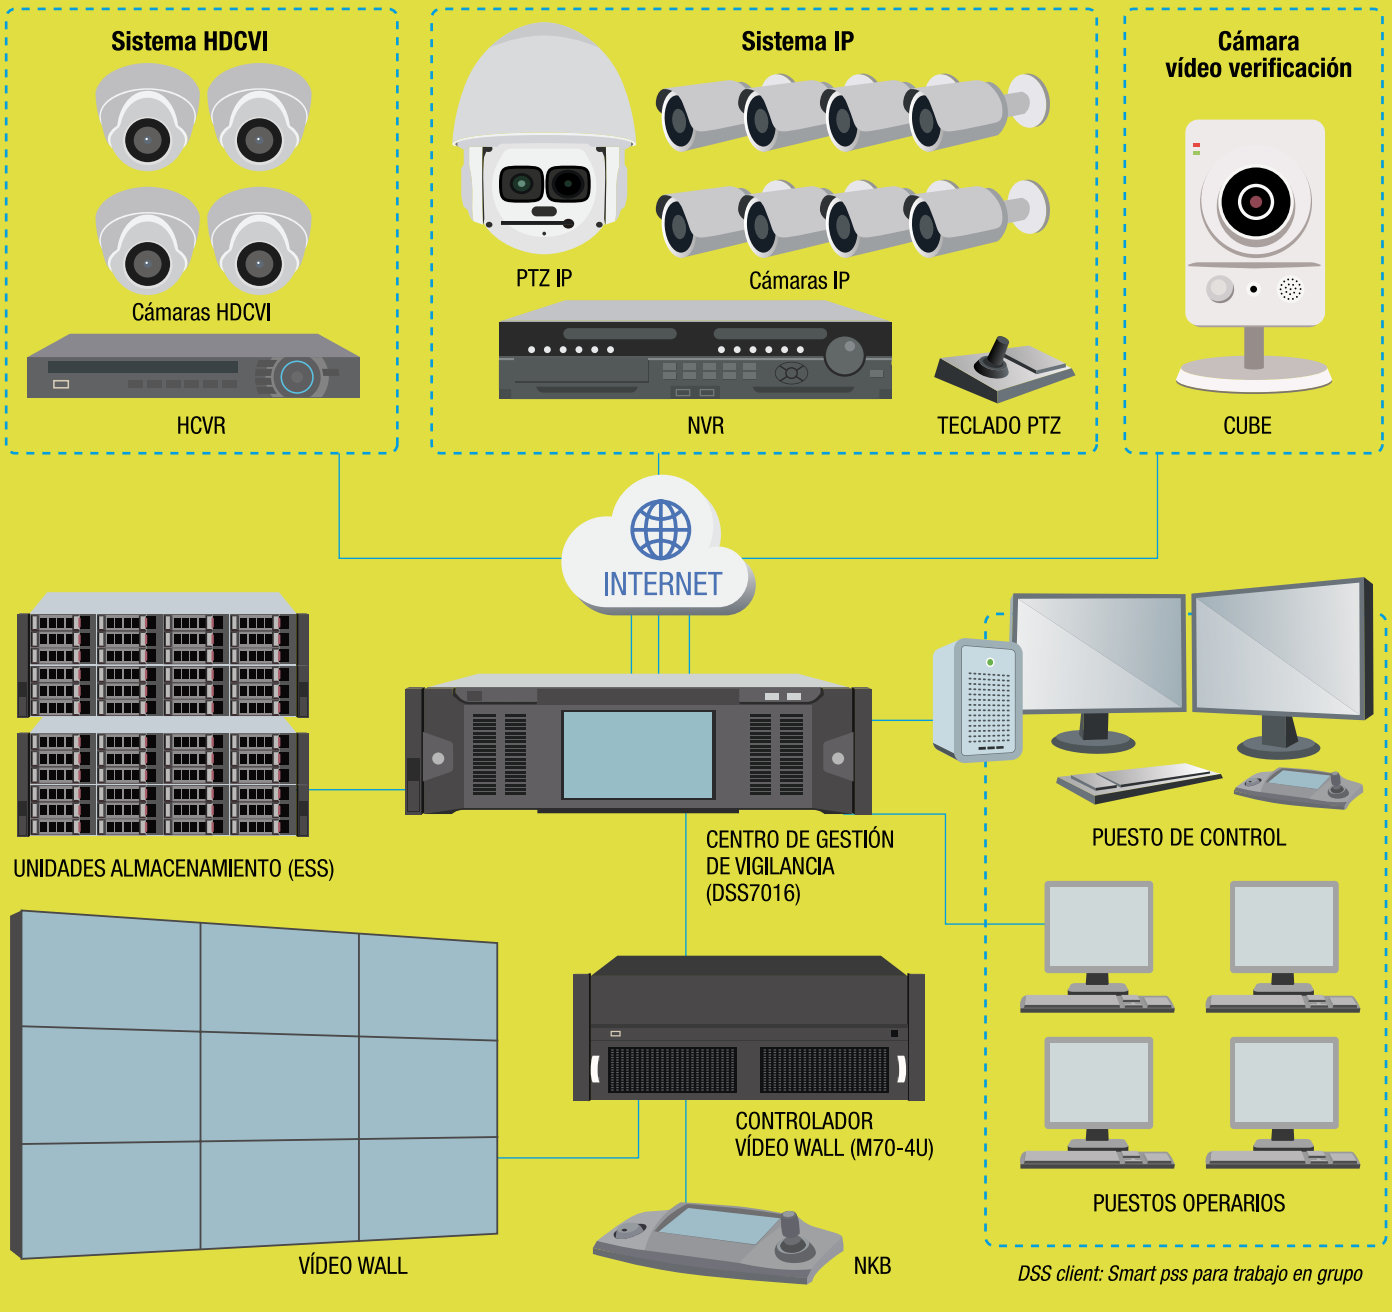 Sistema HDCVI
Cámaras HDCVI
HCVR
Sistema IP
PTZ IP
Cámaras IP
NVR
TECLADO PTZ
Cámara
vídeo verificación
CUBE
INTERNET
UNIDADES ALMACENAMIENTO (ESS)
CENTRO DE GESTIÓN
DE VIGILANCIA
(DSS7016)
PUESTO DE CONTROL
CONTROLADOR
VÍDEO WALL (M70-4U)
PUESTOS OPERARIOS
VÍDEO WALL
NKB
DSS client: Smart pss para trabajo en grupo